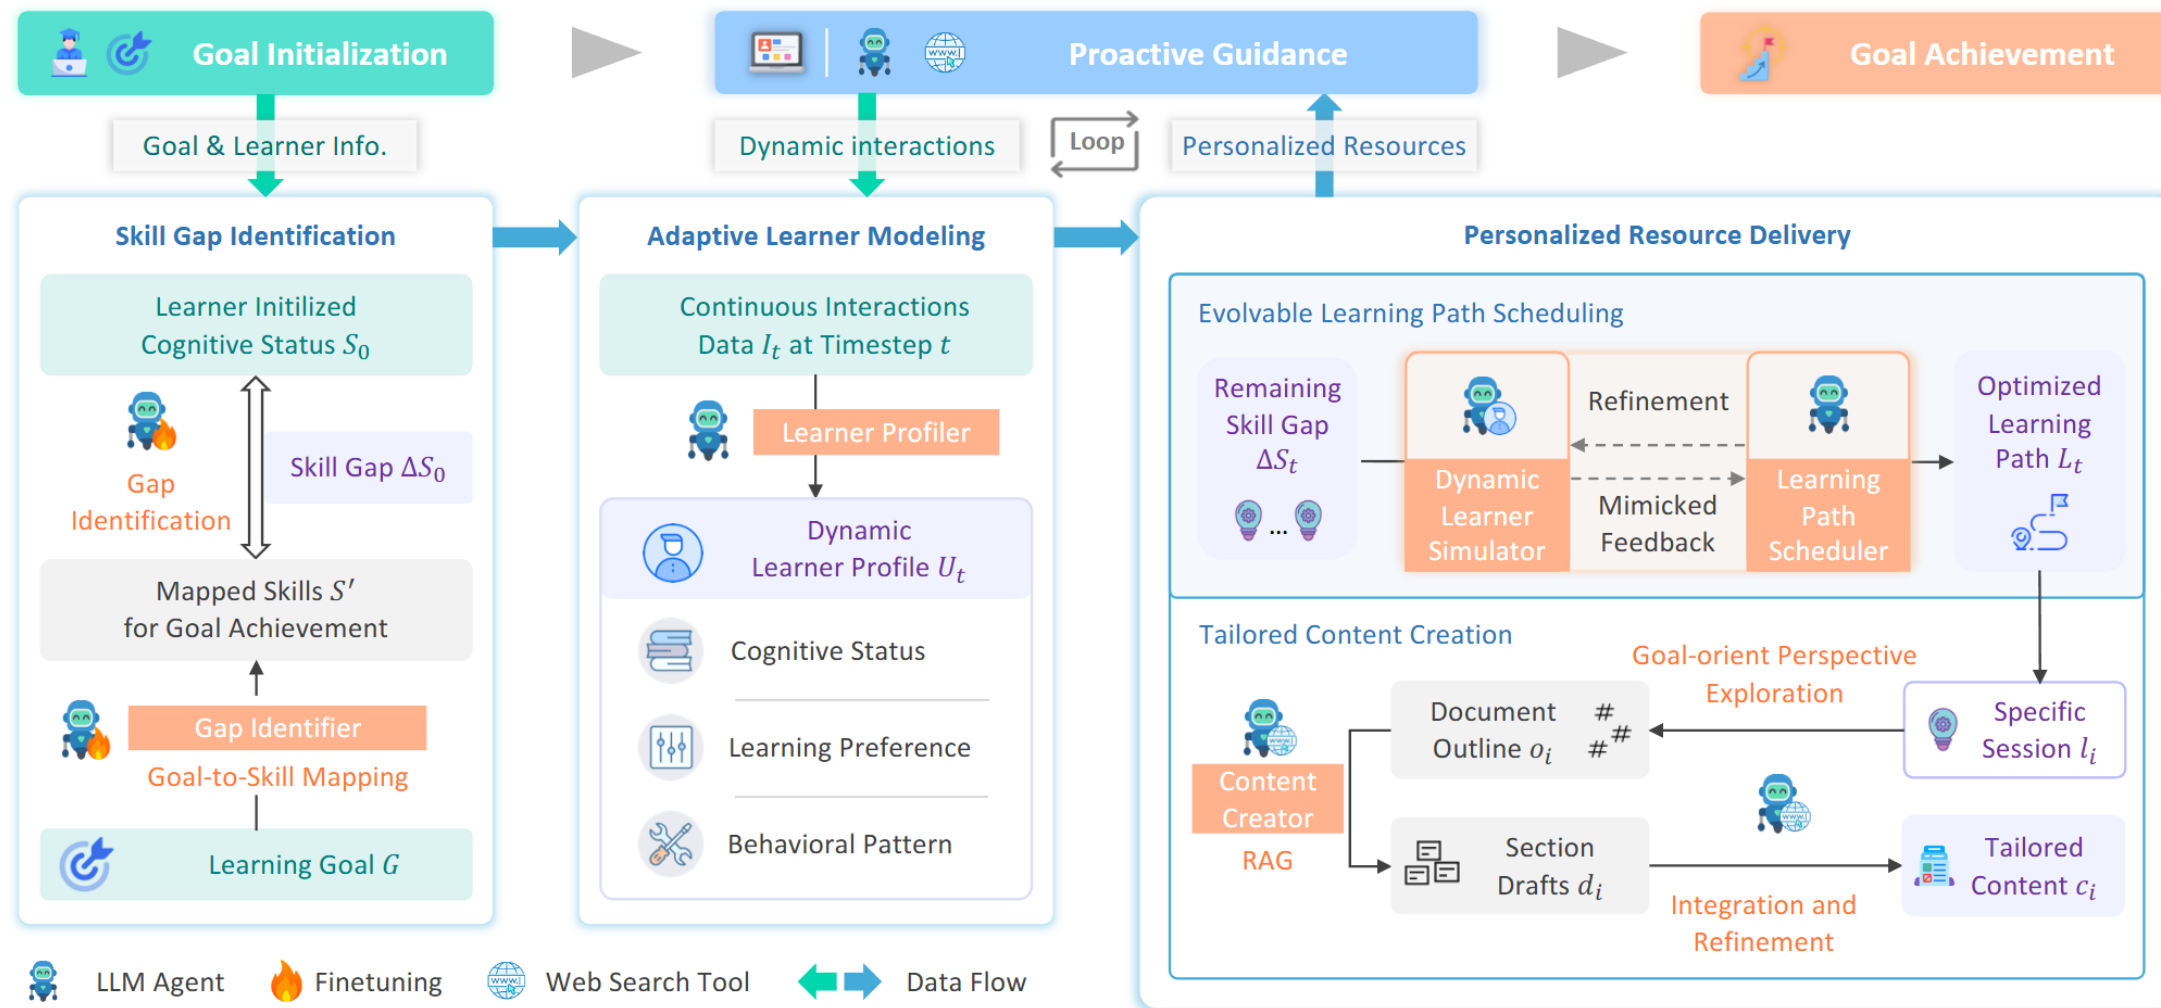 Goal Initialization
Proactive Guidance
Goal Achievement
Goal & Learner Info.
Dynamic interactions
Loop
Personalized Resources
Skill Gap Identification
Learner Initilized
Cognitive Status S₀
Gap
Identification
Skill Gap ΔS₀
Mapped Skills S′
for Goal Achievement
Gap Identifier
Goal-to-Skill Mapping
Learning Goal G
Adaptive Learner Modeling
Continuous Interactions
Data Iₜ at Timestep t
Learner Profiler
Dynamic
Learner Profile Uₜ
Cognitive Status
Learning Preference
Behavioral Pattern
Personalized Resource Delivery
Evolvable Learning Path Scheduling
Remaining
Skill Gap
ΔSₜ
...
Dynamic
Learner
Simulator
Refinement
Mimicked
Feedback
Learning
Path
Scheduler
Optimized
Learning
Path Lₜ
Tailored Content Creation
Goal-orient Perspective
Exploration
Specific
Session lᵢ
Document
Outline oᵢ
# # #
Content
Creator
RAG
Section
Drafts dᵢ
Integration and
Refinement
Tailored
Content cᵢ
LLM Agent
Finetuning
Web Search Tool
Data Flow